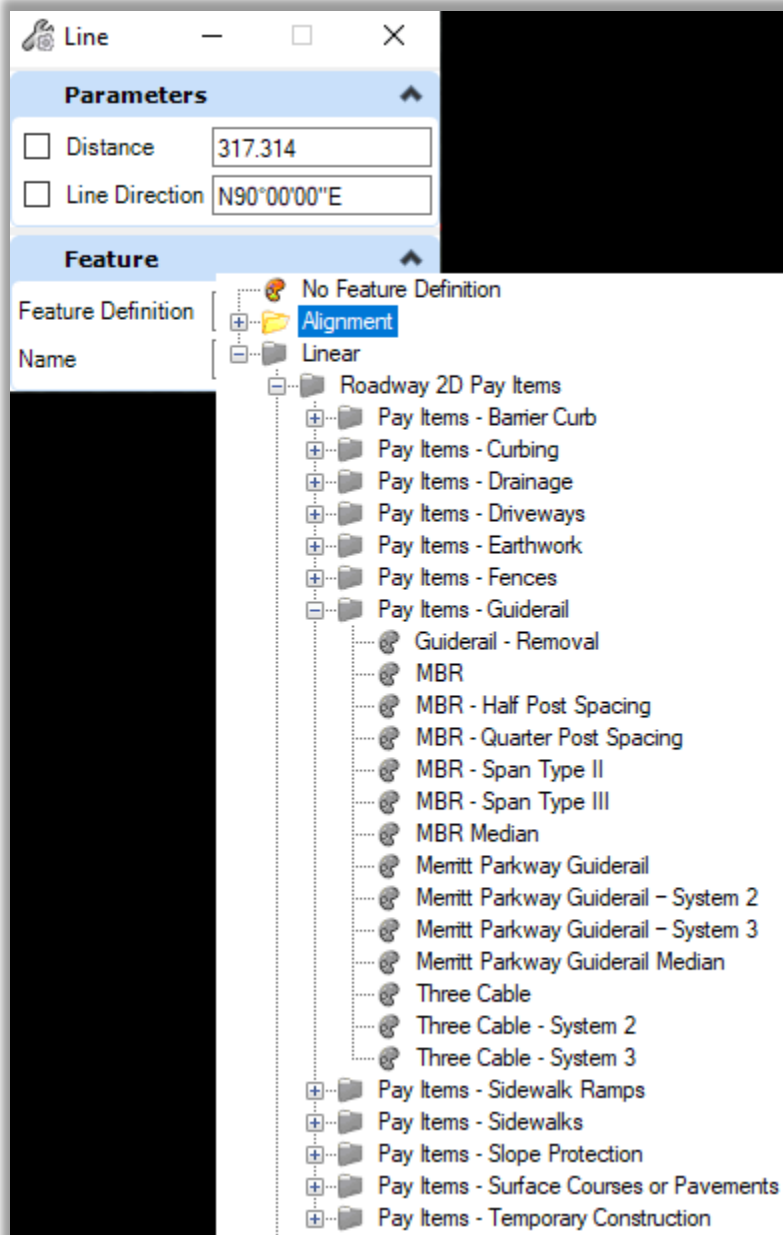 Line
Parameters
Distance 317.314
Line Direction N90°00'00"E
Feature
Feature Definition
Name
No Feature Definition
Alignment
Linear
Roadway 2D Pay Items
Pay Items - Barrier Curb
Pay Items - Curbing
Pay Items - Drainage
Pay Items - Driveways
Pay Items - Earthwork
Pay Items - Fences
Pay Items - Guiderail
Guiderail - Removal
MBR
MBR - Half Post Spacing
MBR - Quarter Post Spacing
MBR - Span Type II
MBR - Span Type III
MBR Median
Merritt Parkway Guiderail
Merritt Parkway Guiderail – System 2
Merritt Parkway Guiderail – System 3
Merritt Parkway Guiderail Median
Three Cable
Three Cable - System 2
Three Cable - System 3
Pay Items - Sidewalk Ramps
Pay Items - Sidewalks
Pay Items - Slope Protection
Pay Items - Surface Courses or Pavements
Pay Items - Temporary Construction